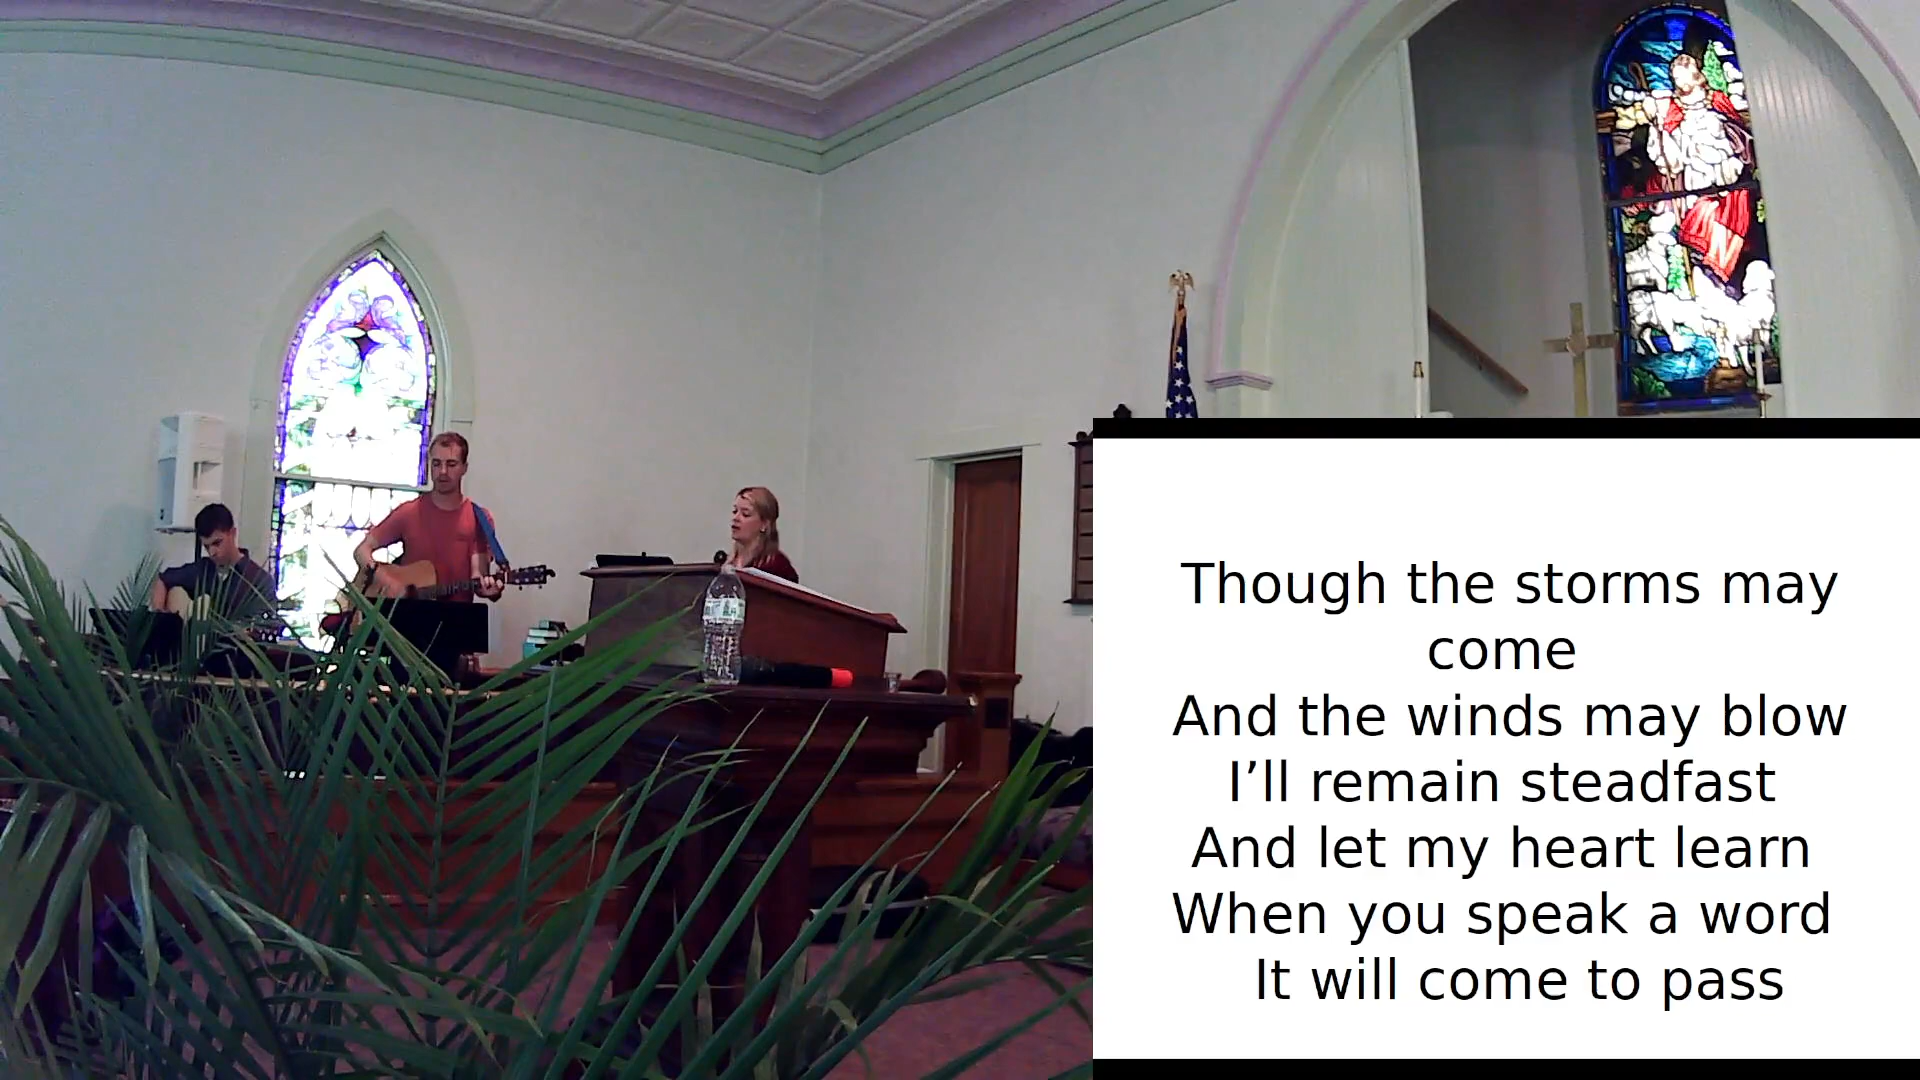 Though the storms may
come
And the winds may blow
I’ll remain steadfast
And let my heart learn
When you speak a word
It will come to pass